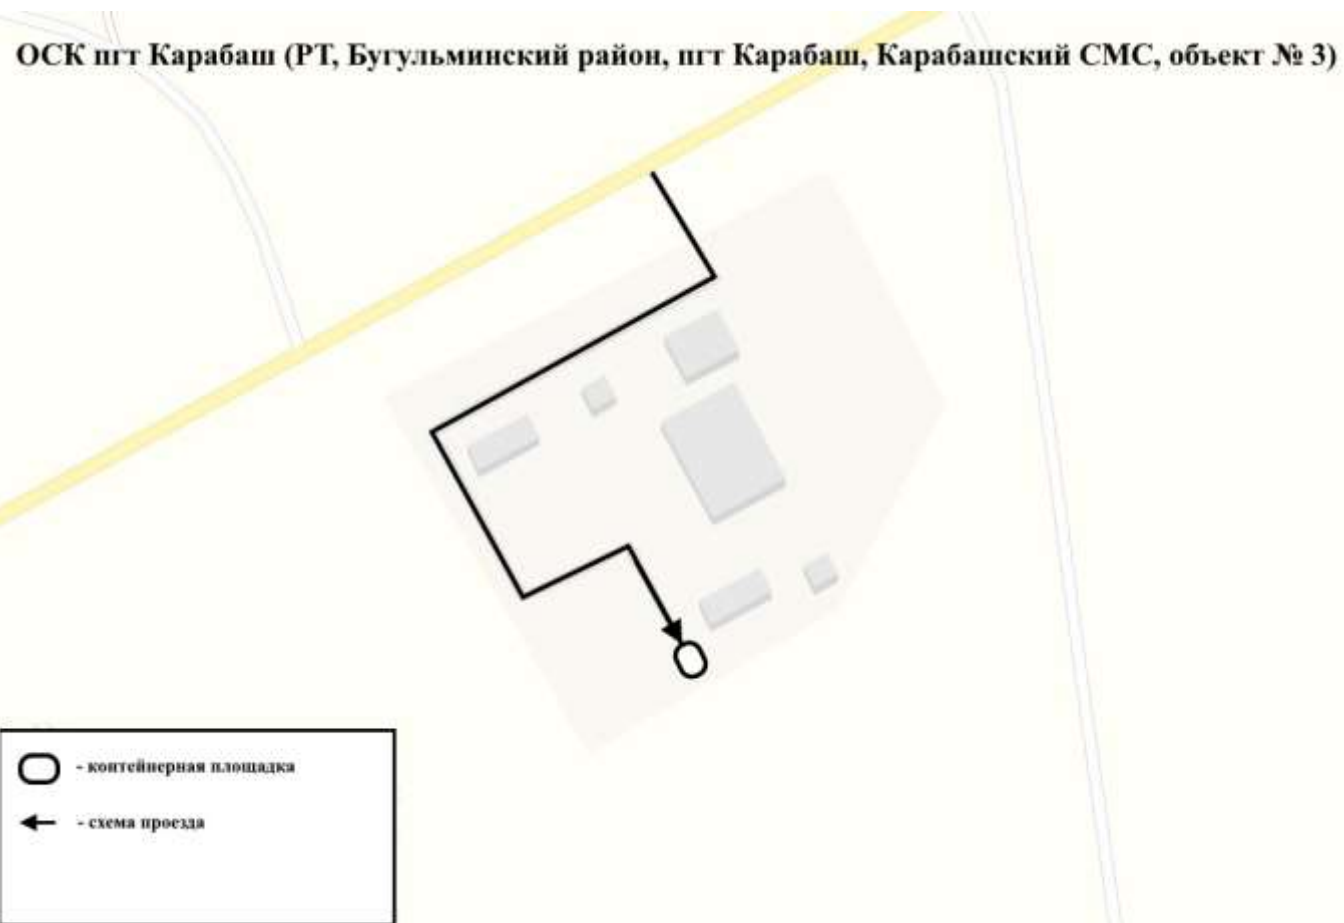 ОСК пгт Карабаш (РТ, Бугульминский район, пгт Карабаш, Карабашский СМС, объект № 3)
- контейнерная площадка
- схема проезда